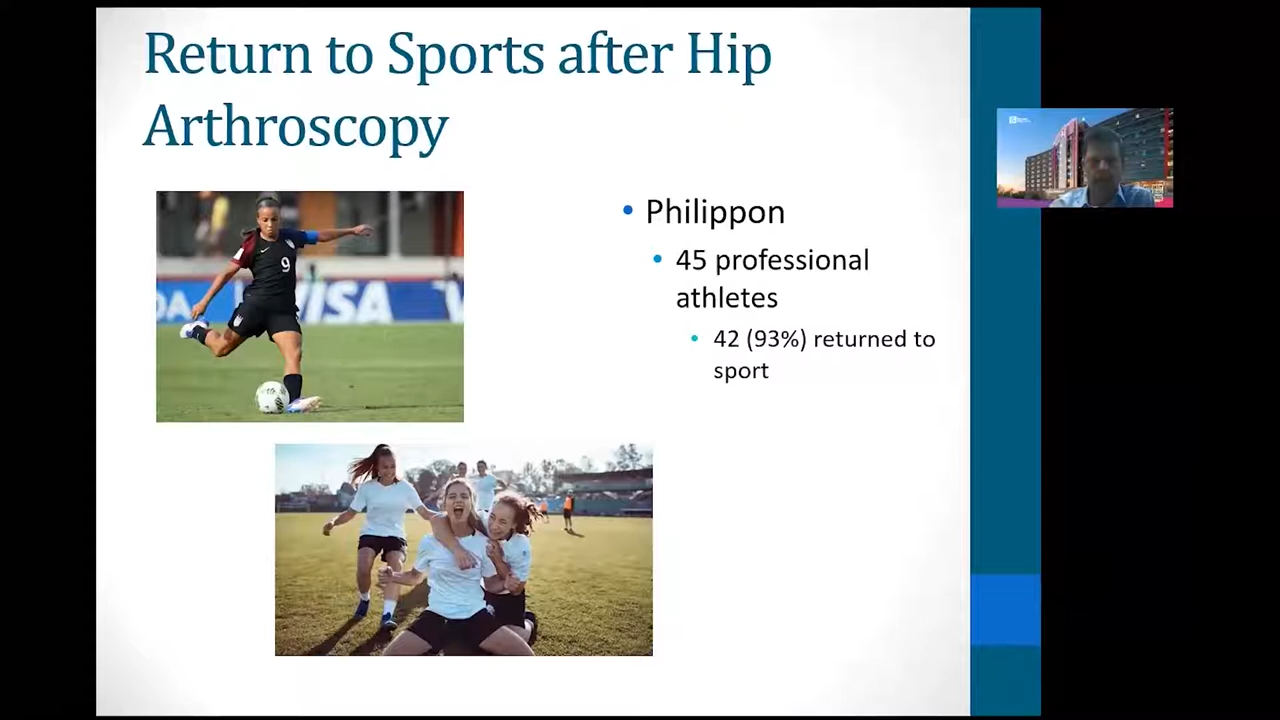 Return to Sports after Hip
Arthroscopy
9
VISA
• Philippon
• 45 professional
athletes
• 42 (93%) returned to
sport